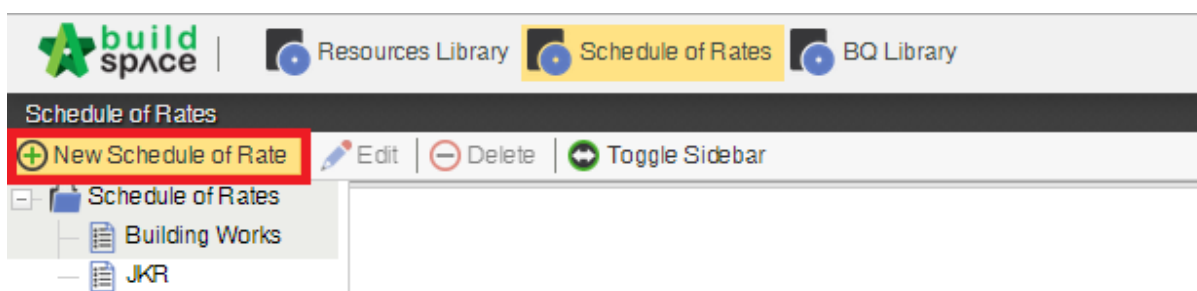 build space Resources Library Schedule of Rates BQ Library
Schedule of Rates
New Schedule of Rate Edit Delete Toggle Sidebar
Schedule of Rates
Building Works
JKR